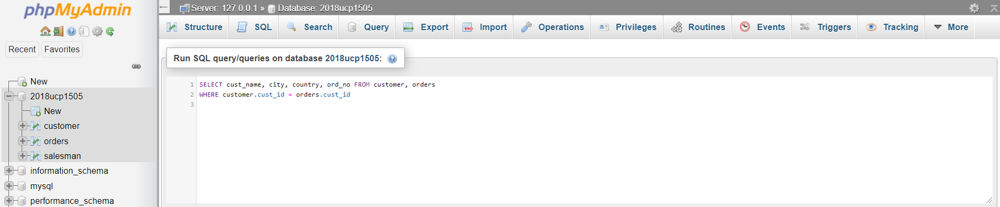 phpMyAdmin
Recent Favorites
New
2018ucp1505
New
customer
orders
salesman
information_schema
mysql
performance_schema
Server: 127.0.0.1 » Database: 2018ucp1505
Structure SQL Search Query Export Import Operations Privileges Routines Events Triggers Tracking More
Run SQL query/queries on database 2018ucp1505:
1 SELECT cust_name, city, country, ord_no FROM customer, orders
2 WHERE customer.cust_id = orders.cust_id
3